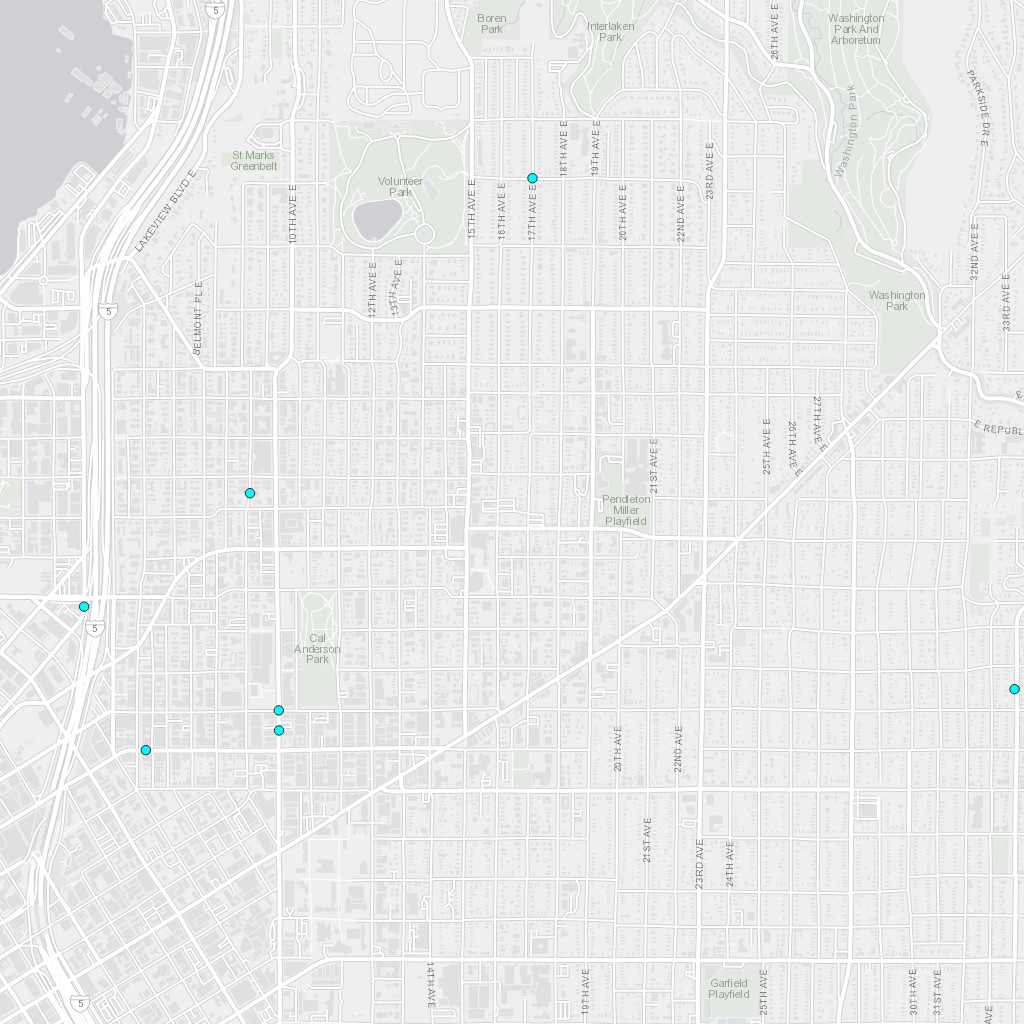 5
Boren
Park
Interlaken
Park
26TH AVE E
Washington
Park And
Arboretum
PARKSIDE DR E
Washington Park
St Marks
Greenbelt
18TH AVE E
19TH AVE E
23RD AVE E
Volunteer
Park
LAKEVIEW BLVD E
10TH AVE E
15TH AVE E
16TH AVE E
17TH AVE E
20TH AVE E
22ND AVE E
32ND AVE E
12TH AVE E
13TH AVE E
Washington
Park
33RD AVE E
5
BELMONT PL E
E
27TH AVE E
26TH AVE E
25TH AVE E
E REPUBL
21ST AVE E
Pendleton
Miller
Playfield
5
Cal
Anderson
Park
20TH AVE
22ND AVE
21ST AVE
23RD AVE
24TH AVE
14TH AVE
19TH AVE
Garfield
Playfield
25TH AVE
30TH AVE
31ST AVE
AVE
5